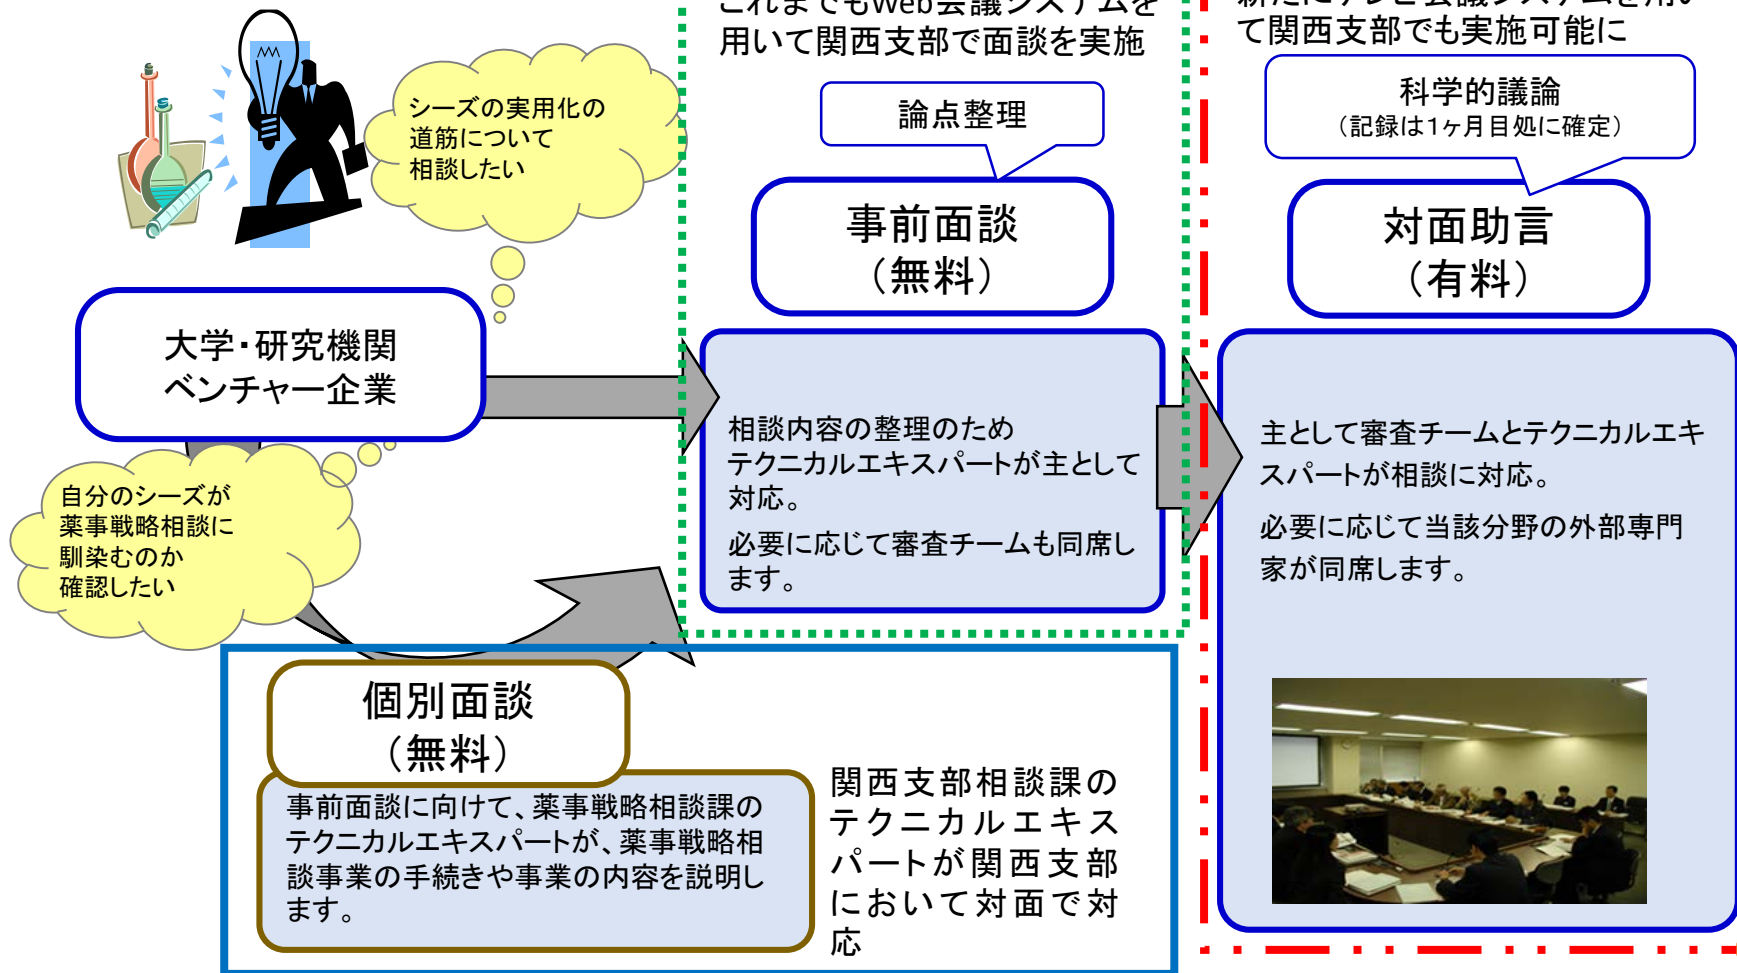 これまでもWeb会議システムを
用いて関西支部で面談を実施
新たにテレビ会議システムを用い
て関西支部でも実施可能に
シーズの実用化の
道筋について
相談したい
論点整理
科学的議論
（記録は1ヶ月目処に確定）
事前面談
（無料）
対面助言
（有料）
大学・研究機関
ベンチャー企業
相談内容の整理のため
テクニカルエキスパートが主として
対応。
必要に応じて審査チームも同席し
ます。
主として審査チームとテクニカルエキ
スパートが相談に対応。
必要に応じて当該分野の外部専門
家が同席します。
自分のシーズが
薬事戦略相談に
馴染むのか
確認したい
個別面談
（無料）
事前面談に向けて、薬事戦略相談課の
テクニカルエキスパートが、薬事戦略相
談事業の手続きや事業の内容を説明し
ます。
関西支部相談課の
テクニカルエキス
パートが関西支部
において対面で対
応